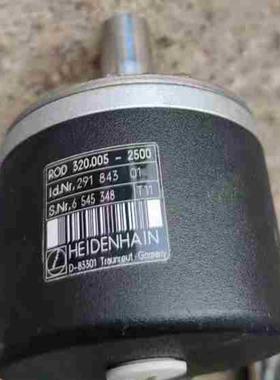 ROD 320.005 - 2500
Id.Nr. 291 843 01
S.Nr. 6 545 348 T11
HEIDENHAIN
D-83301 Traunreut · Germany